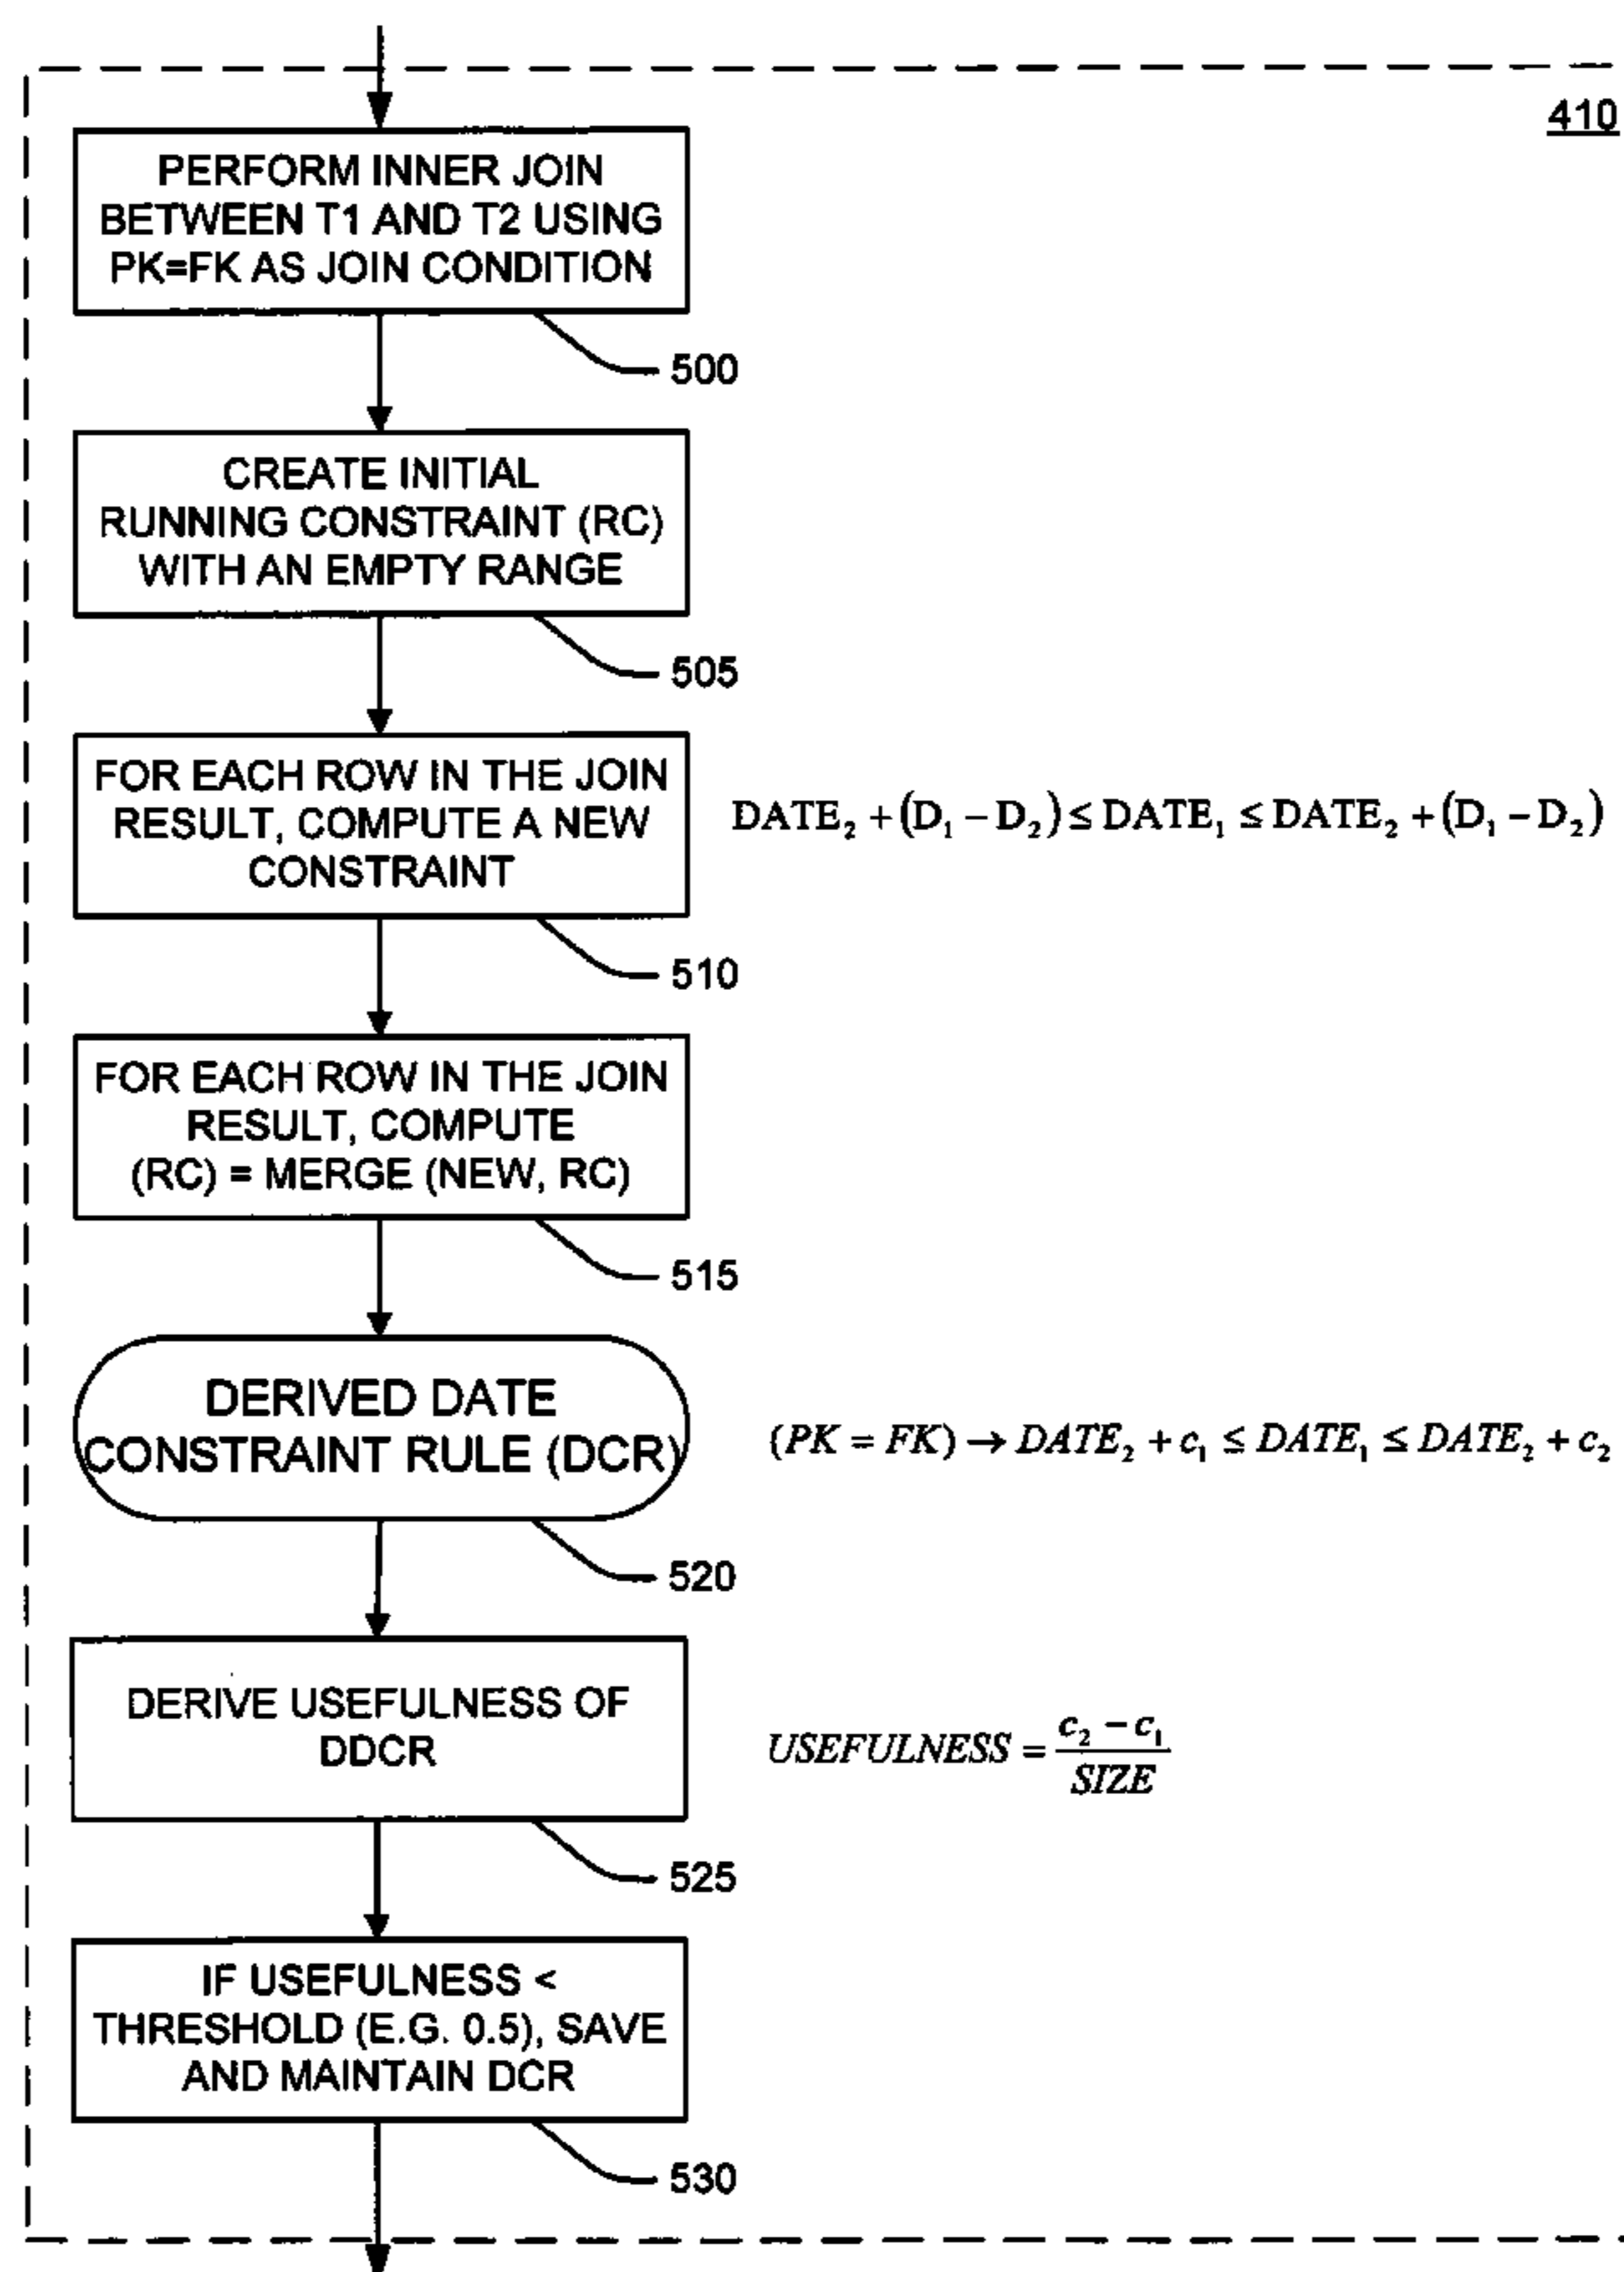 410
PERFORM INNER JOIN
BETWEEN T1 AND T2 USING
PK=FK AS JOIN CONDITION
500
CREATE INITIAL
RUNNING CONSTRAINT (RC)
WITH AN EMPTY RANGE
505
FOR EACH ROW IN THE JOIN
RESULT, COMPUTE A NEW
CONSTRAINT
DATE₂ + (D₁ – D₂) ≤ DATE₁ ≤ DATE₂ + (D₁ – D₂)
510
FOR EACH ROW IN THE JOIN
RESULT, COMPUTE
(RC) = MERGE (NEW, RC)
515
DERIVED DATE
CONSTRAINT RULE (DCR)
(PK = FK) → DATE₂ + c₁ ≤ DATE₁ ≤ DATE₂ + c₂
520
DERIVE USEFULNESS OF
DDCR
USEFULNESS = (c₂ – c₁) / SIZE
525
IF USEFULNESS <
THRESHOLD (E.G. 0.5), SAVE
AND MAINTAIN DCR
530